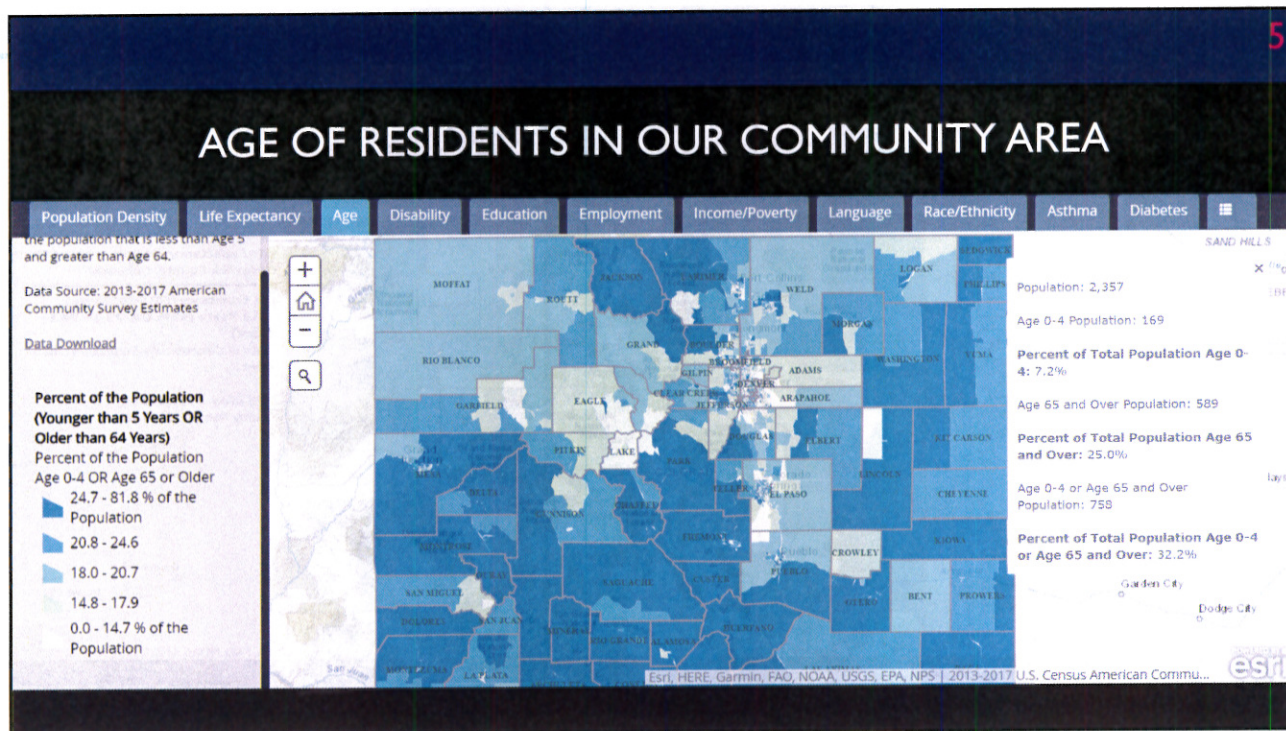 5
AGE OF RESIDENTS IN OUR COMMUNITY AREA
Population Density Life Expectancy Age Disability Education Employment Income/Poverty Language Race/Ethnicity Asthma Diabetes
the population that is less than Age 5
and greater than Age 64.
Data Source: 2013-2017 American
Community Survey Estimates
Data Download
Percent of the Population
(Younger than 5 Years OR
Older than 64 Years)
Percent of the Population
Age 0-4 OR Age 65 or Older
24.7 - 81.8 % of the
Population
20.8 - 24.6
18.0 - 20.7
14.8 - 17.9
0.0 - 14.7 % of the
Population
+
−
MOFFAT
ROUTT
JACKSON
LARIMER
WELD
LOGAN
SEDGWICK
PHILLIPS
MORGAN
RIO BLANCO
GRAND
BOULDER
BROOMFIELD
GILPIN
ADAMS
DENVER
WASHINGTON
YUMA
GARFIELD
EAGLE
CLEAR CREEK
JEFFERSON
ARAPAHOE
PITKIN
LAKE
DOUGLAS
ELBERT
KIT CARSON
MESA
PARK
LINCOLN
DELTA
TELLER
EL PASO
CHEYENNE
GUNNISON
CHAFFEE
MONTROSE
FREMONT
CROWLEY
KIOWA
OURAY
PUEBLO
SAN MIGUEL
SAGUACHE
CUSTER
OTERO
BENT
PROWERS
DOLORES
SAN JUAN
HUERFANO
RIO GRANDE
ALAMOSA
MONTEZUMA
LA PLATA
San Juan
SAND HILLS
×
Population: 2,357
Age 0-4 Population: 169
Percent of Total Population Age 0-
4: 7.2%
Age 65 and Over Population: 589
Percent of Total Population Age 65
and Over: 25.0%
Age 0-4 or Age 65 and Over
Population: 758
Percent of Total Population Age 0-4
or Age 65 and Over: 32.2%
Garden City
Dodge City
Esri, HERE, Garmin, FAO, NOAA, USGS, EPA, NPS | 2013-2017 U.S. Census American Commu...
esri